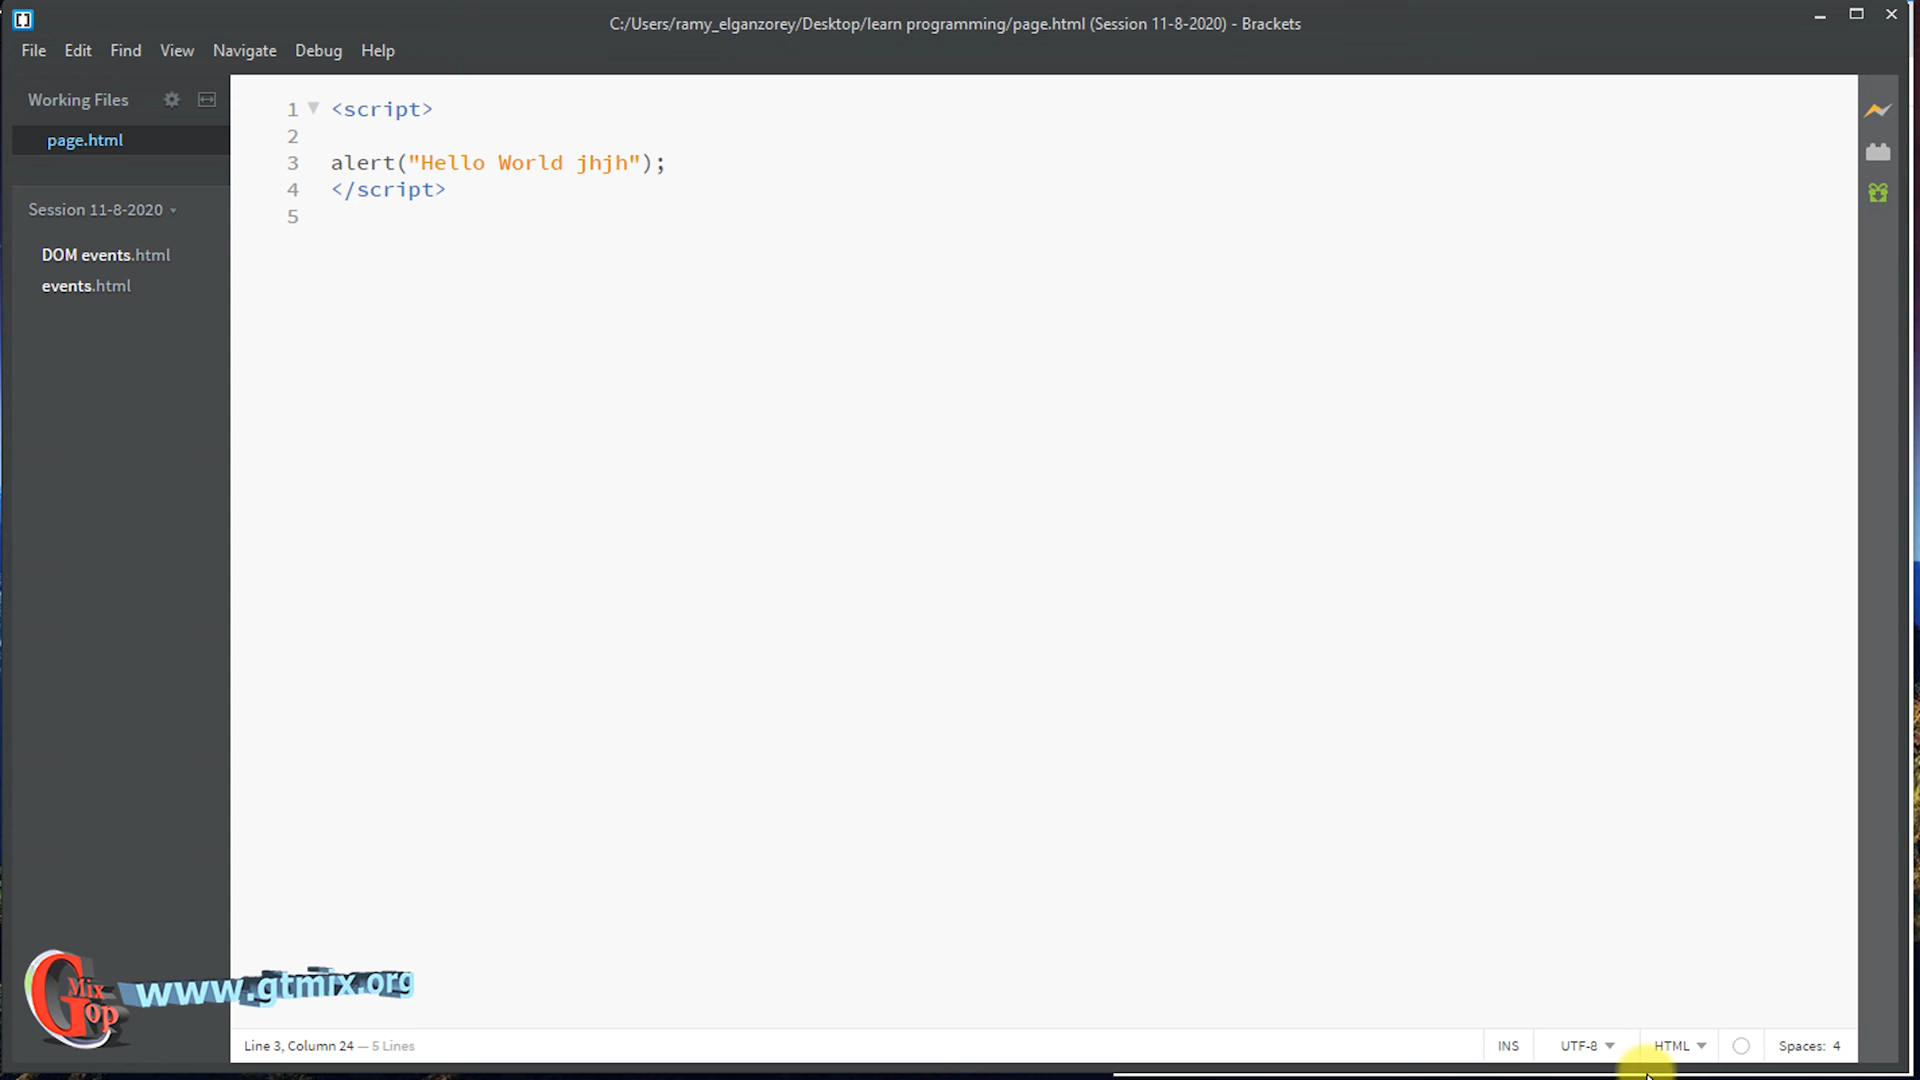 C:/Users/ramy_elganzorey/Desktop/learn programming/page.html (Session 11-8-2020) - Brackets
File Edit Find View Navigate Debug Help
Working Files
page.html
Session 11-8-2020
DOM events.html
events.html
1 <script>
2
3 alert("Hello World jhjh");
4 </script>
5
Mix
Gop
www.gtmix.org
Line 3, Column 24 — 5 Lines
INS UTF-8 HTML Spaces: 4